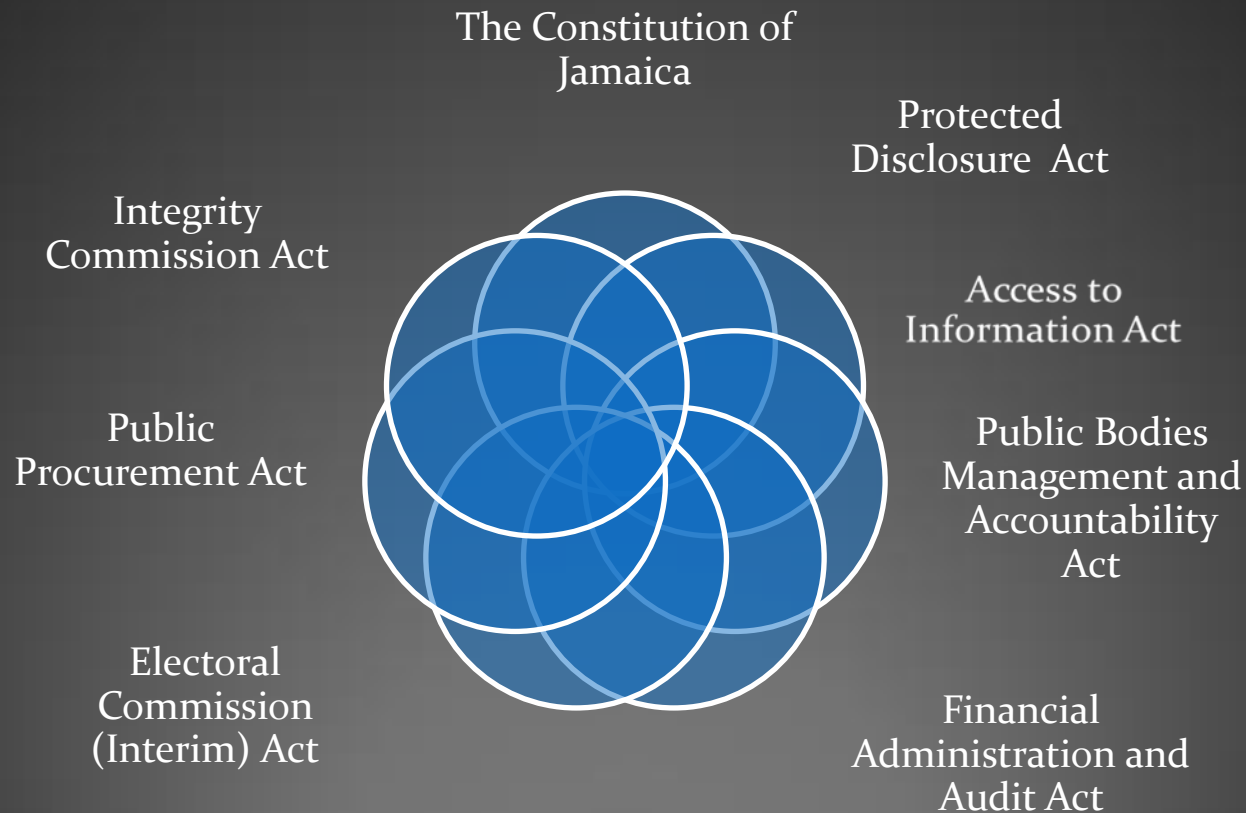 The Constitution of
Jamaica
Protected
Disclosure Act
Integrity
Commission Act
Access to
Information Act
Public
Procurement Act
Public Bodies
Management and
Accountability
Act
Electoral
Commission
(Interim) Act
Financial
Administration and
Audit Act